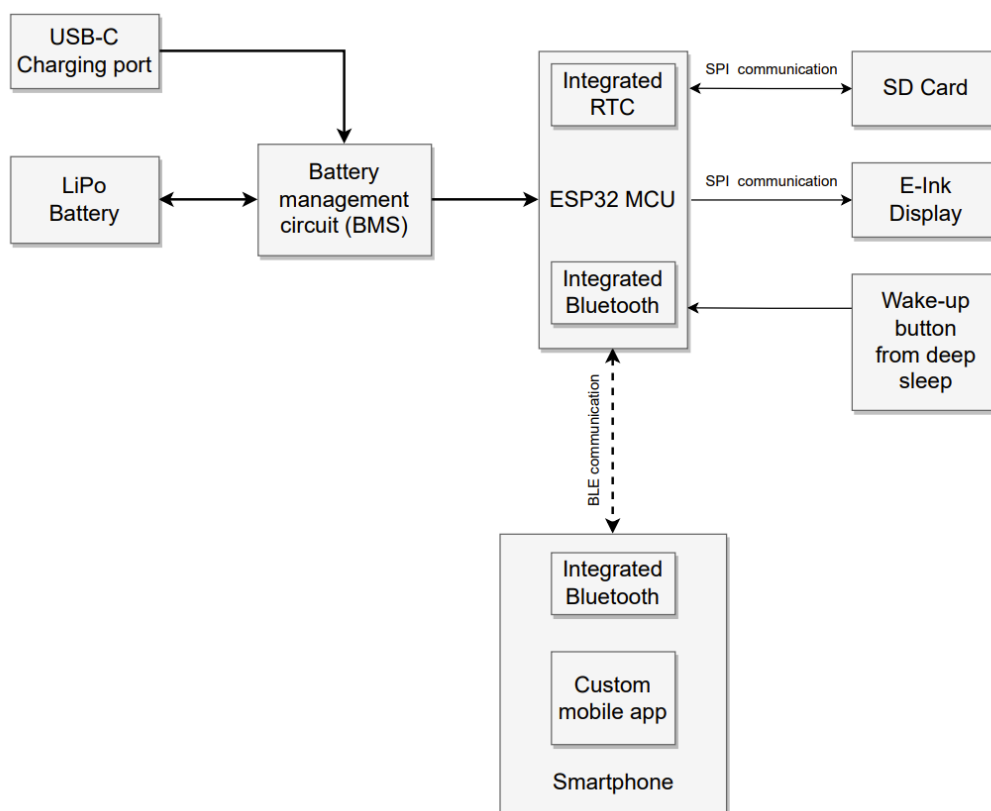 USB-C
Charging port
LiPo
Battery
Battery
management
circuit (BMS)
Integrated
RTC
ESP32 MCU
Integrated
Bluetooth
SPI communication
SD Card
SPI communication
E-Ink
Display
Wake-up
button
from deep
sleep
BLE communication
Integrated
Bluetooth
Custom
mobile app
Smartphone